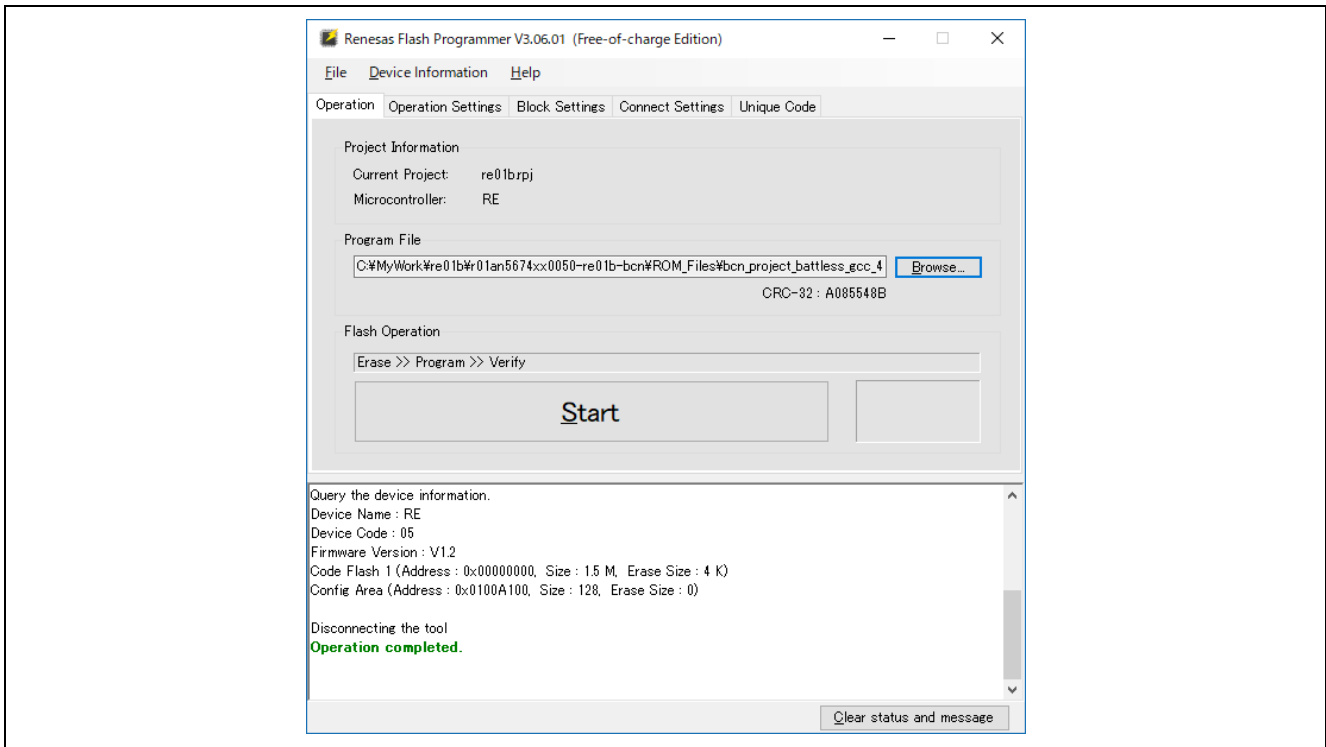 Renesas Flash Programmer V3.06.01 (Free-of-charge Edition)
File Device Information Help
Operation Operation Settings Block Settings Connect Settings Unique Code
Project Information
Current Project: re01b.rpj
Microcontroller: RE
Program File
C:¥MyWork¥re01b¥r01an5674xx0050-re01b-bcn¥ROM_Files¥bcn_project_battless_gcc_4 Browse...
CRC-32 : A085548B
Flash Operation
Erase >> Program >> Verify
Start
Query the device information.
Device Name : RE
Device Code : 05
Firmware Version : V1.2
Code Flash 1 (Address : 0x00000000, Size : 1.5 M, Erase Size : 4 K)
Config Area (Address : 0x0100A100, Size : 128, Erase Size : 0)
Disconnecting the tool
Operation completed.
Clear status and message